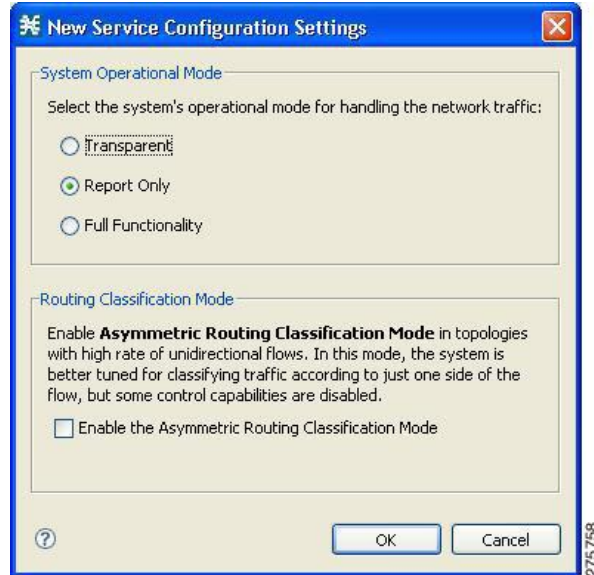 New Service Configuration Settings
System Operational Mode
Select the system's operational mode for handling the network traffic:
Transparent
Report Only
Full Functionality
Routing Classification Mode
Enable Asymmetric Routing Classification Mode in topologies
with high rate of unidirectional flows. In this mode, the system is
better tuned for classifying traffic according to just one side of the
flow, but some control capabilities are disabled.
Enable the Asymmetric Routing Classification Mode
?
OK
Cancel
275758